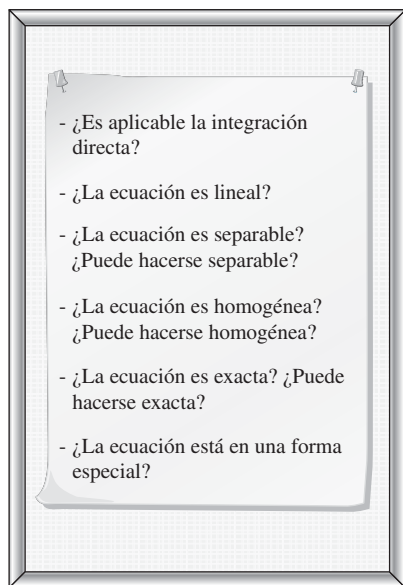 - ¿Es aplicable la integración
directa?
- ¿La ecuación es lineal?
- ¿La ecuación es separable?
¿Puede hacerse separable?
- ¿La ecuación es homogénea?
¿Puede hacerse homogénea?
- ¿La ecuación es exacta? ¿Puede
hacerse exacta?
- ¿La ecuación está en una forma
especial?